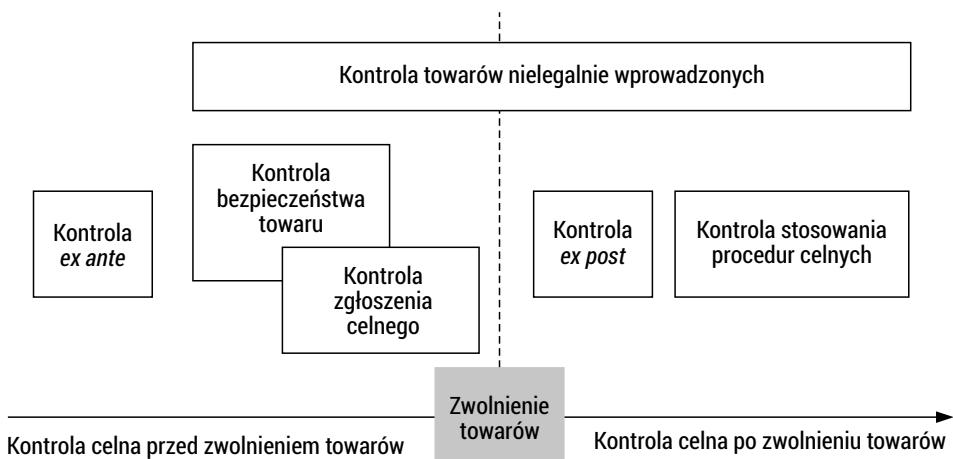 Kontrola towarów nielegalnie wprowadzonych
Kontrola
ex ante
Kontrola
bezpieczeństwa
towaru
Kontrola
zgłoszenia
celnego
Kontrola
ex post
Kontrola stosowania
procedur celnych
Zwolnienie
towarów
Kontrola celna przed zwolnieniem towarów
Kontrola celna po zwolnieniu towarów